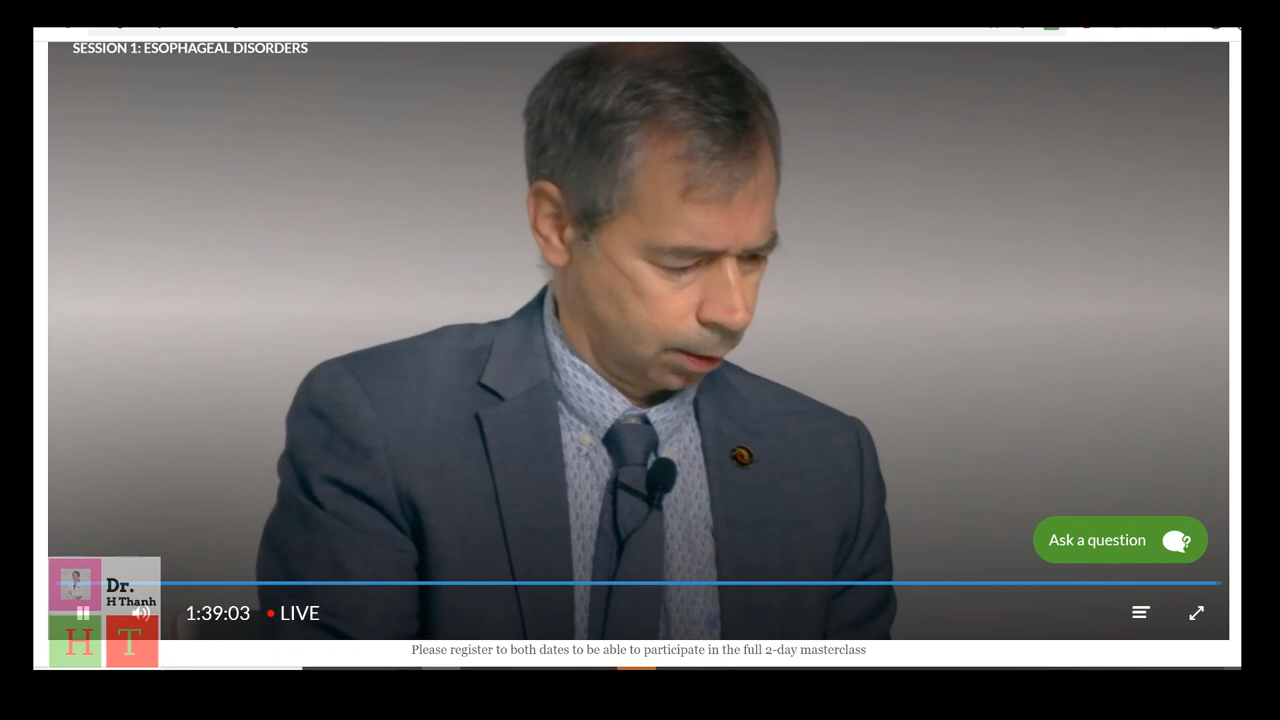 SESSION 1: ESOPHAGEAL DISORDERS
Ask a question
?
Dr.
H Thanh
1:39:03
LIVE
H T
Please register to both dates to be able to participate in the full 2-day masterclass